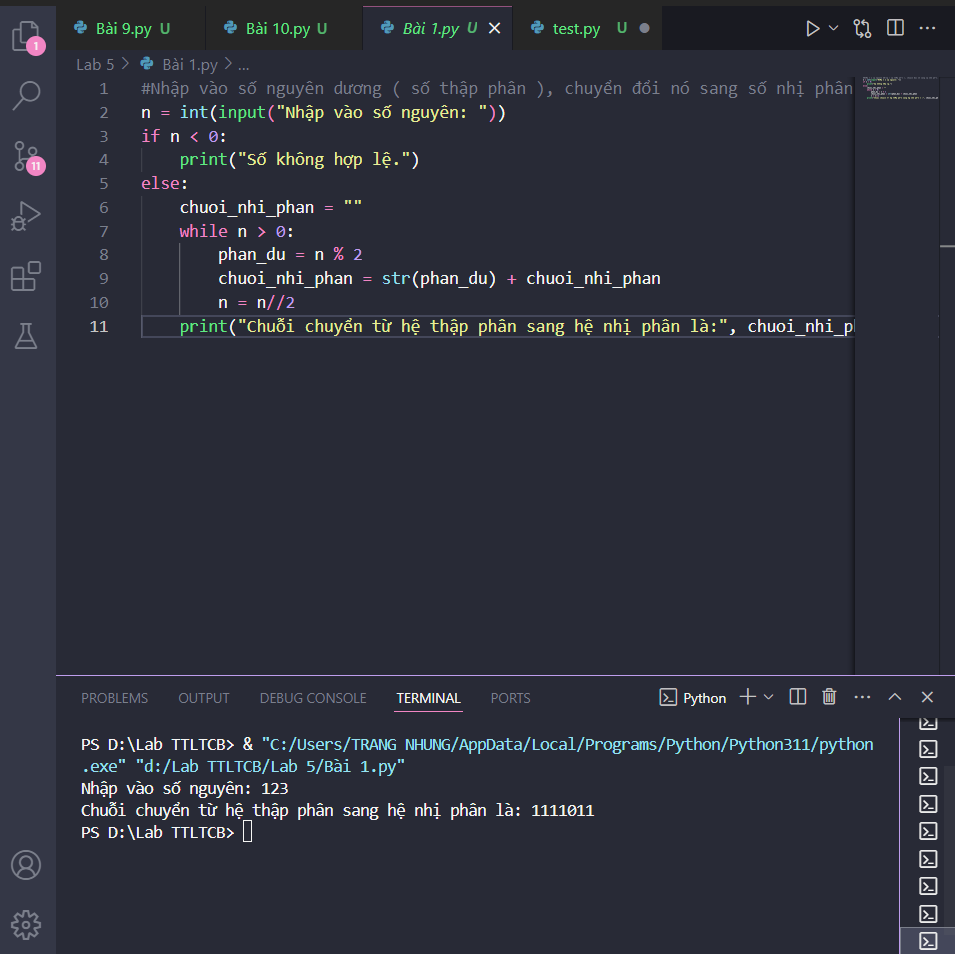 Bài 9.py U
Bài 10.py U
Bài 1.py U
test.py U
1
Lab 5 > Bài 1.py > ...
1 #Nhập vào số nguyên dương ( số thập phân ), chuyển đổi nó sang số nhị phân
2 n = int(input("Nhập vào số nguyên: "))
3 if n < 0:
4 print("Số không hợp lệ.")
5 else:
6 chuoi_nhi_phan = ""
7 while n > 0:
8 phan_du = n % 2
9 chuoi_nhi_phan = str(phan_du) + chuoi_nhi_phan
10 n = n//2
11 print("Chuỗi chuyển từ hệ thập phân sang hệ nhị phân là:", chuoi_nhi_p
11
PROBLEMS OUTPUT DEBUG CONSOLE TERMINAL PORTS
Python
PS D:\Lab TTLTCB> & "C:/Users/TRANG NHUNG/AppData/Local/Programs/Python/Python311/python
.exe" "d:/Lab TTLTCB/Lab 5/Bài 1.py"
Nhập vào số nguyên: 123
Chuỗi chuyển từ hệ thập phân sang hệ nhị phân là: 1111011
PS D:\Lab TTLTCB>